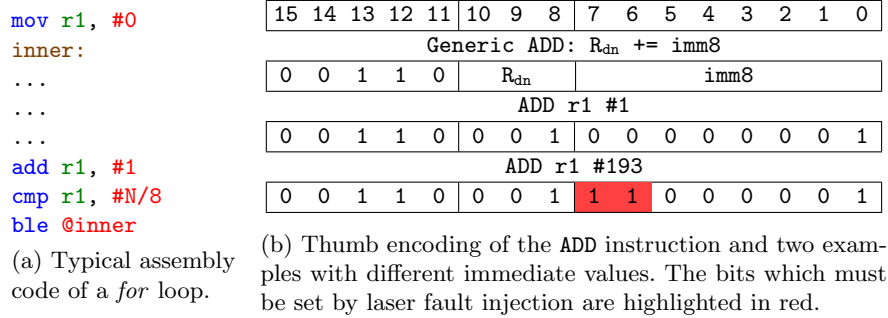 mov r1, #0
inner:
...
...
...
add r1, #1
cmp r1, #N/8
ble @inner
(a) Typical assembly
code of a for loop.
15 14 13 12 11 10 9 8 7 6 5 4 3 2 1 0
Generic ADD: Rdn += imm8
0 0 1 1 0 Rdn imm8
ADD r1 #1
0 0 1 1 0 0 0 1 0 0 0 0 0 0 0 1
ADD r1 #193
0 0 1 1 0 0 0 1 1 1 0 0 0 0 0 1
(b) Thumb encoding of the ADD instruction and two exam-
ples with different immediate values. The bits which must
be set by laser fault injection are highlighted in red.